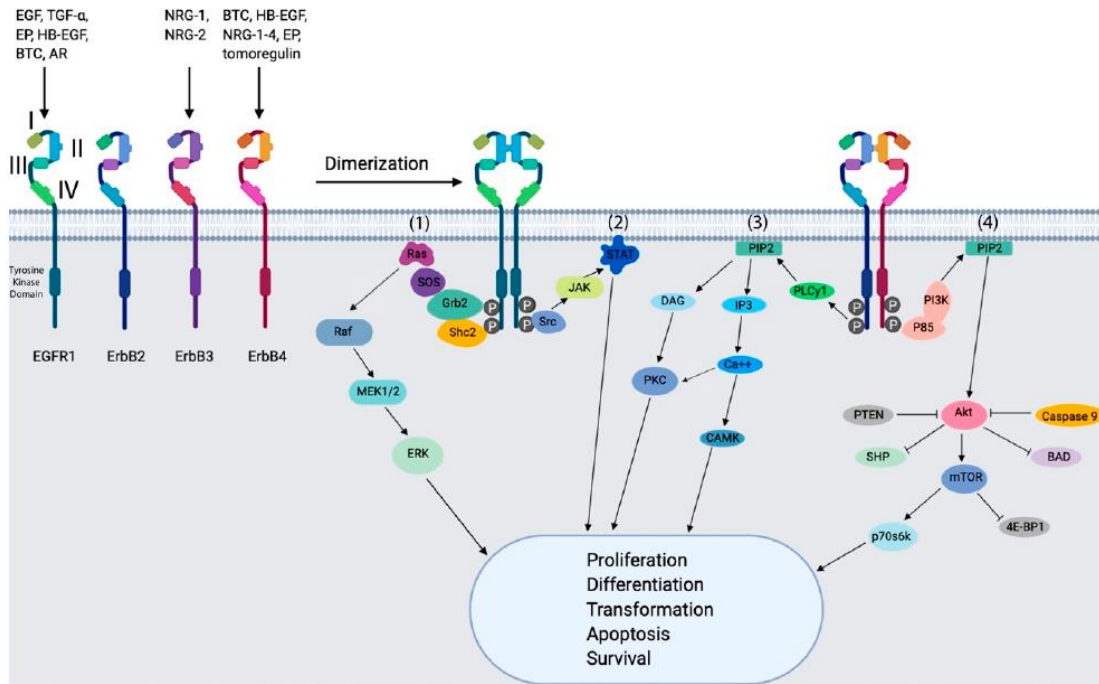 EGF, TGF-α,
EP, HB-EGF,
BTC, AR
NRG-1,
NRG-2
BTC, HB-EGF,
NRG-1-4, EP,
tomoregulin
I
II
III
IV
Dimerization
Tyrosine
Kinase
Domain
EGFR1
ErbB2
ErbB3
ErbB4
(1)
Ras
SOS
Grb2
Shc2
P
P
P
P
Raf
MEK1/2
ERK
(2)
STAT
JAK
Src
(3)
PIP2
DAG
IP3
PLCy1
PKC
Ca++
CAMK
P
P
P
P
(4)
PIP2
PI3K
P85
PTEN
Akt
Caspase 9
SHP
BAD
mTOR
p70s6k
4E-BP1
Proliferation
Differentiation
Transformation
Apoptosis
Survival